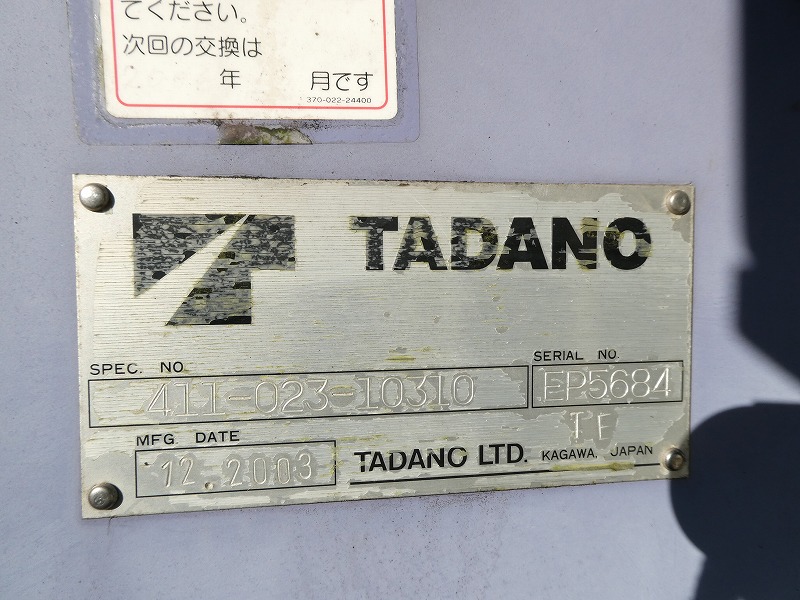 てください。
次回の交換は
年 月です
370-022-24400
TADANO
SPEC. NO.
411-023-10310
SERIAL NO.
EP5684
TE
MFG DATE
12.2003
TADANO LTD. KAGAWA, JAPAN